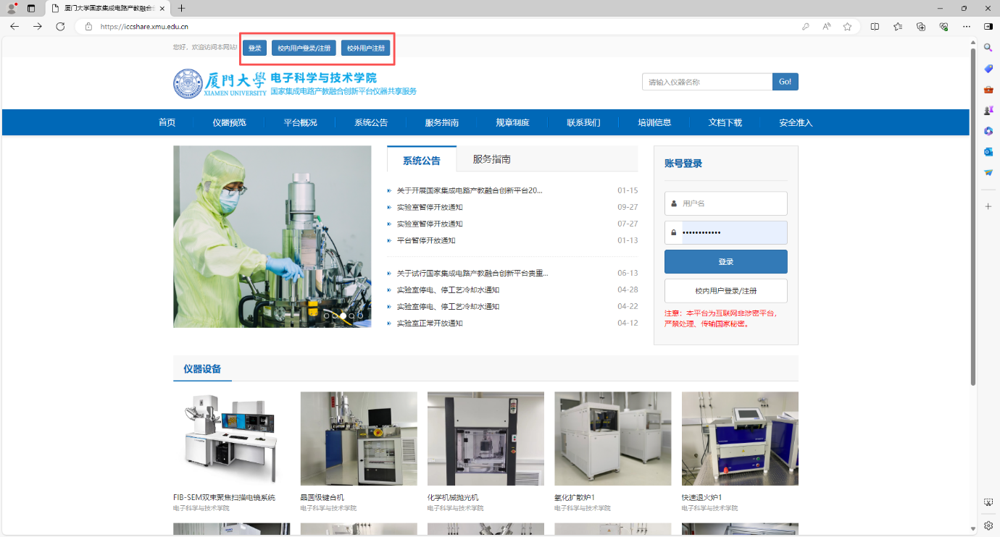 厦门大学国家集成电路产教融合创
https://iccshare.xmu.edu.cn
您好，欢迎访问本网站!
登录
校内用户登录/注册
校外用户注册
厦門大學
XIAMEN UNIVERSITY
电子科学与技术学院
国家集成电路产教融合创新平台仪器共享服务
请输入仪器名称
Go!
首页
仪器预览
平台概况
系统公告
服务指南
规章制度
联系我们
培训信息
文档下载
安全准入
系统公告
服务指南
关于开展国家集成电路产教融合创新平台20... 01-15
实验室暂停开放通知 09-27
实验室暂停开放通知 07-27
平台暂停开放通知 01-13
关于试行国家集成电路产教融合创新平台贵重... 06-13
实验室停电、停工艺冷却水通知 04-28
实验室停电、停工艺冷却水通知 04-22
实验室正常开放通知 04-12
账号登录
用户名
••••••••••••
登录
校内用户登录/注册
注意：本平台为互联网非涉密平台，
严禁处理、传输国家秘密。
仪器设备
FIB-SEM双束聚焦扫描电镜系统
电子科学与技术学院
晶圆级键合机
电子科学与技术学院
化学机械抛光机
电子科学与技术学院
氧化扩散炉1
电子科学与技术学院
快速退火炉1
电子科学与技术学院